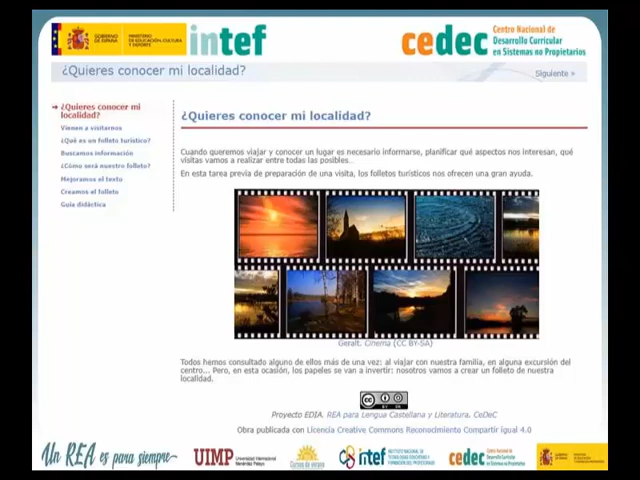 GOBIERNO DE ESPAÑA
MINISTERIO DE EDUCACIÓN, CULTURA Y DEPORTE
intef
cedec
Centro Nacional de
Desarrollo Curricular
en Sistemas no Propietarios
¿Quieres conocer mi localidad?
Siguiente »
¿Quieres conocer mi
localidad?
Vienen a visitarnos
¿Qué es un folleto turístico?
Buscamos información
¿Cómo será nuestro folleto?
Mejoramos el texto
Creamos el folleto
Guía didáctica
¿Quieres conocer mi localidad?
Cuando queremos viajar y conocer un lugar es necesario informarse, planificar qué aspectos nos interesan, qué
visitas vamos a realizar entre todas las posibles..
En esta tarea previa de preparación de una visita, los folletos turísticos nos ofrecen una gran ayuda.
Geralt. Cinema (CC BY-SA)
Todos hemos consultado alguno de ellos más de una vez: al viajar con nuestra familia, en alguna excursión del
centro... Pero, en esta ocasión, los papeles se van a invertir: nosotros vamos a crear un folleto de nuestra
localidad.
Proyecto EDIA. REA para Lengua Castellana y Literatura. CeDeC
Obra publicada con Licencia Creative Commons Reconocimiento Compartir igual 4.0
Un REA es para siempre
UIMP
Universidad Internacional
Menéndez Pelayo
Cursos de verano
intef
cedec